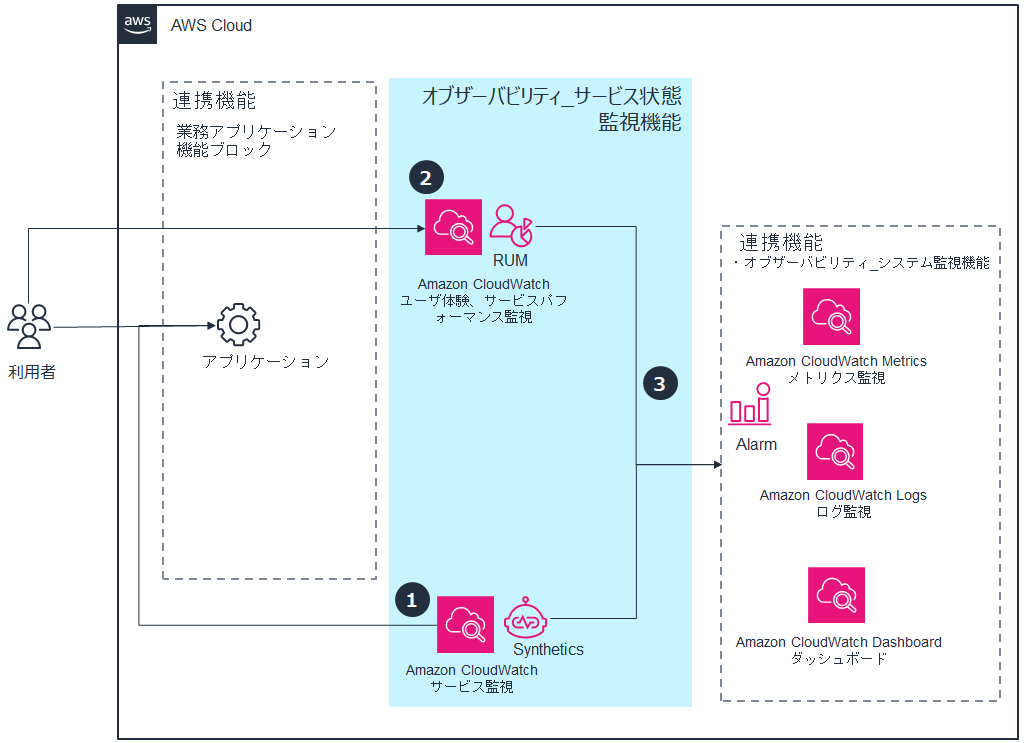 aws
AWS Cloud
連携機能
業務アプリケーション
機能ブロック
オブザーバビリティ_サービス状態
監視機能
2
RUM
Amazon CloudWatch
ユーザ体験、サービスパフ
ォーマンス監視
利用者
アプリケーション
3
1
Synthetics
Amazon CloudWatch
サービス監視
連携機能
・オブザーバビリティ_システム監視機能
Amazon CloudWatch Metrics
メトリクス監視
Alarm
Amazon CloudWatch Logs
ログ監視
Amazon CloudWatch Dashboard
ダッシュボード